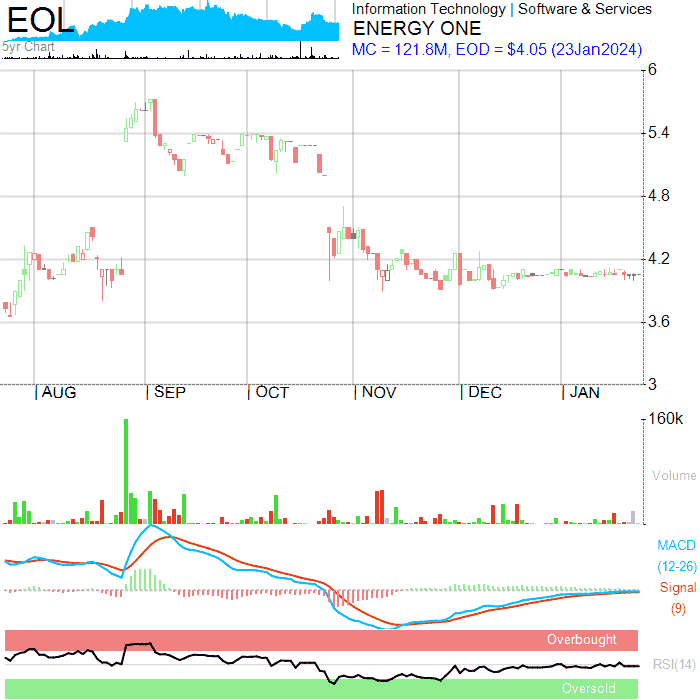 EOL
5yr Chart
Information Technology | Software & Services
ENERGY ONE
MC = 121.8M, EOD = $4.05 (23Jan2024)
6
5.4
4.8
4.2
3.6
3
| AUG | SEP | OCT | NOV | DEC | JAN
160k
Volume
MACD
(12-26)
Signal
(9)
Overbought
RSI(14)
Oversold